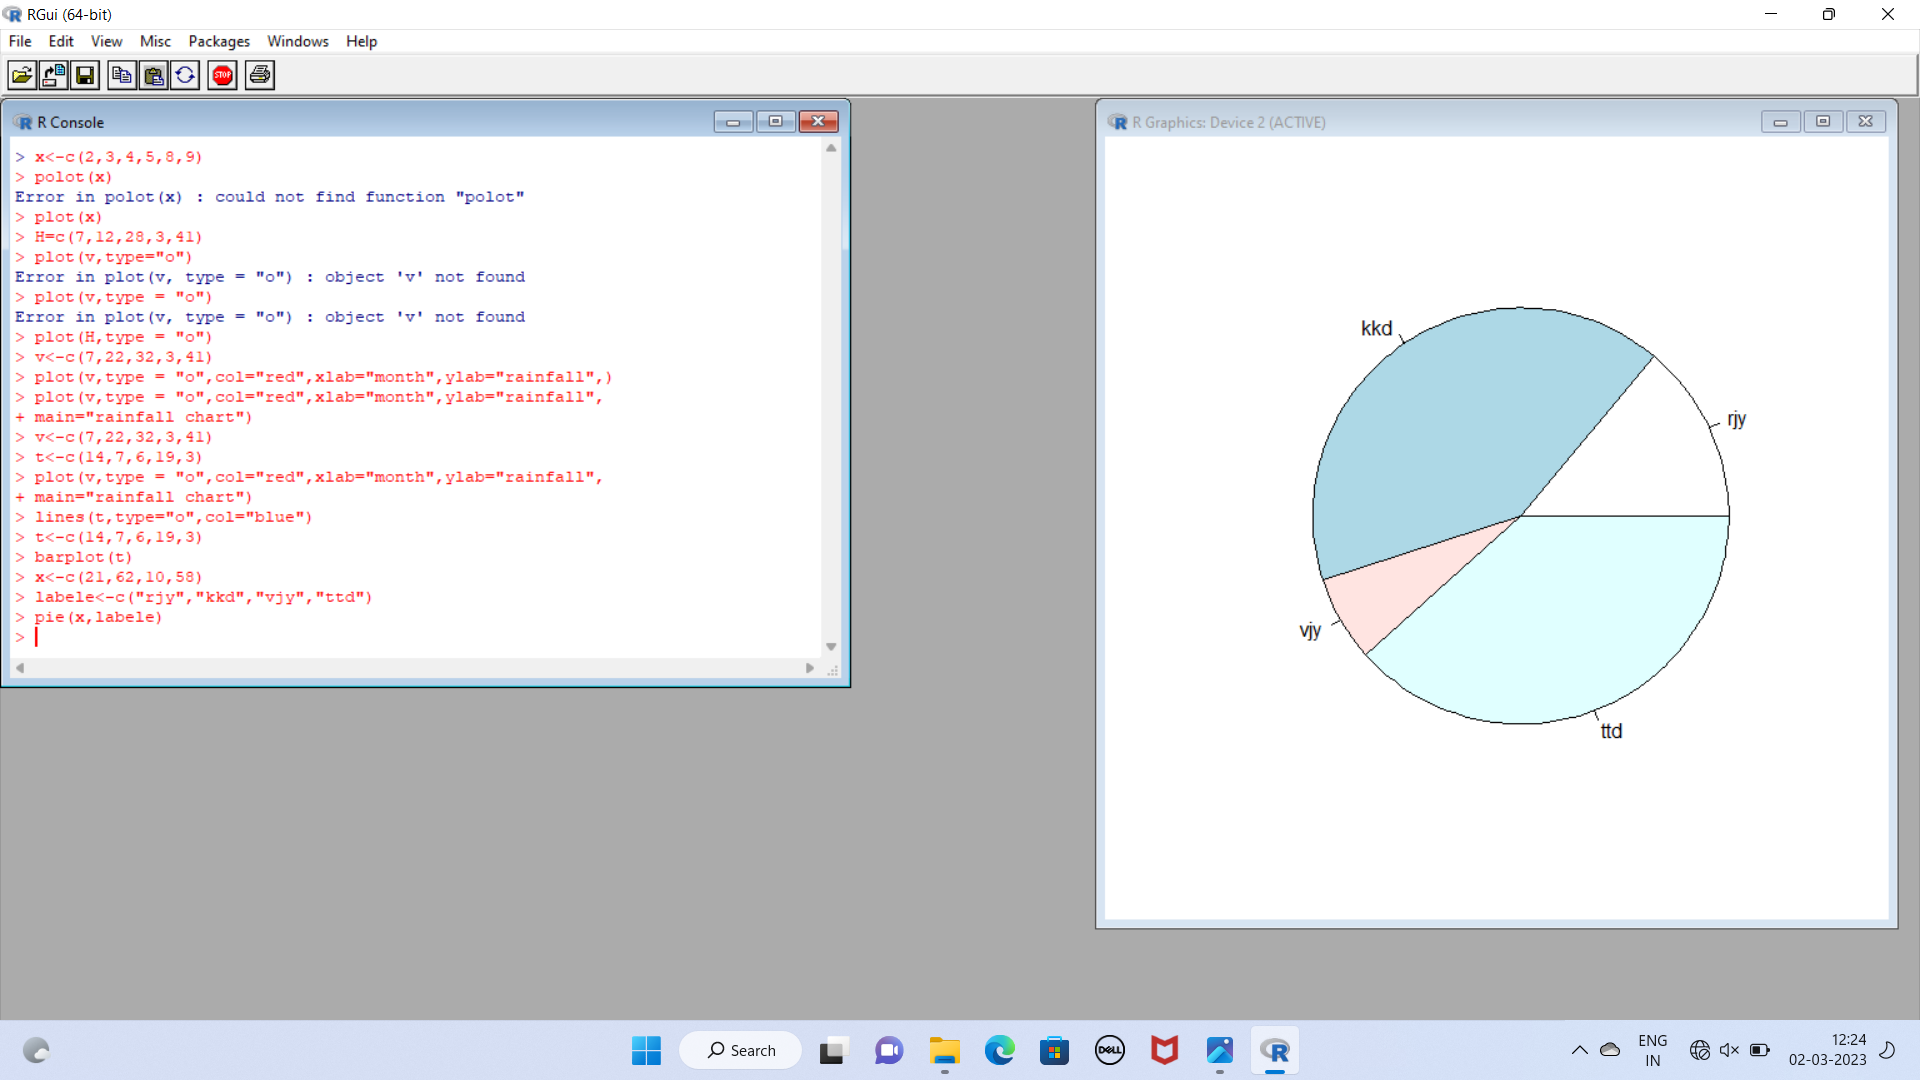 RGui (64-bit)
File Edit View Misc Packages Windows Help
STOP
R Console
> x<-c(2,3,4,5,8,9)
> polot(x)
Error in polot(x) : could not find function "polot"
> plot(x)
> H=c(7,12,28,3,41)
> plot(v,type="o")
Error in plot(v, type = "o") : object 'v' not found
> plot(v,type = "o")
Error in plot(v, type = "o") : object 'v' not found
> plot(H,type = "o")
> v<-c(7,22,32,3,41)
> plot(v,type = "o",col="red",xlab="month",ylab="rainfall",)
> plot(v,type = "o",col="red",xlab="month",ylab="rainfall",
+ main="rainfall chart")
> v<-c(7,22,32,3,41)
> t<-c(14,7,6,19,3)
> plot(v,type = "o",col="red",xlab="month",ylab="rainfall",
+ main="rainfall chart")
> lines(t,type="o",col="blue")
> t<-c(14,7,6,19,3)
> barplot(t)
> x<-c(21,62,10,58)
> labele<-c("rjy","kkd","vjy","ttd")
> pie(x,labele)
>
R Graphics: Device 2 (ACTIVE)
kkd
rjy
vjy
ttd
Search
DELL
ENG
IN
12:24
02-03-2023